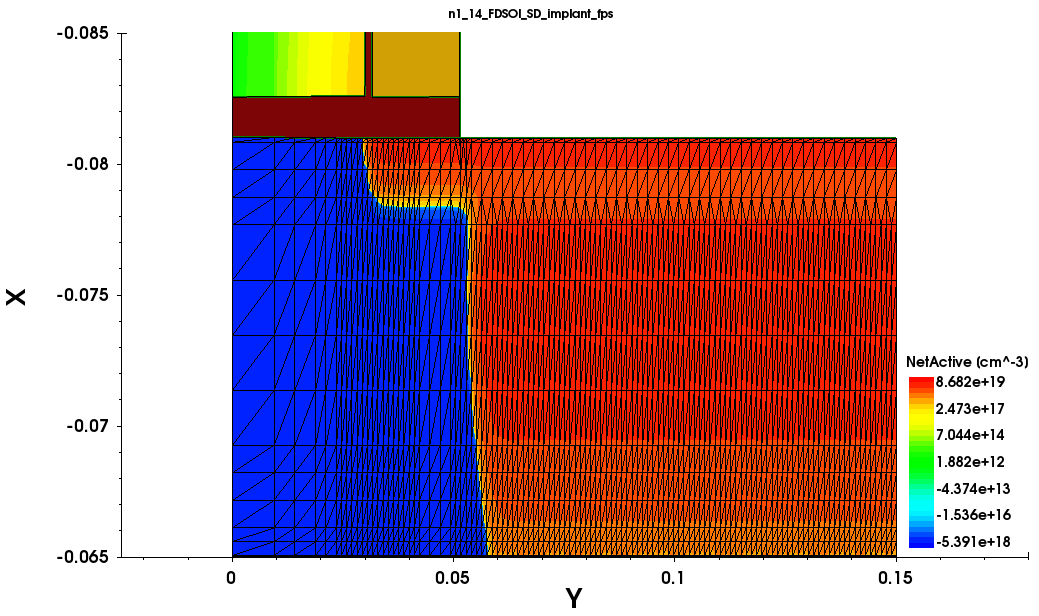 n1_14_FDSOI_SD_implant_fps
-0.085
-0.08
-0.075
X
-0.07
NetActive (cm^-3)
8.682e+19
2.473e+17
7.044e+14
1.882e+12
-4.374e+13
-1.536e+16
-5.391e+18
-0.065
0
0.05
0.1
0.15
Y